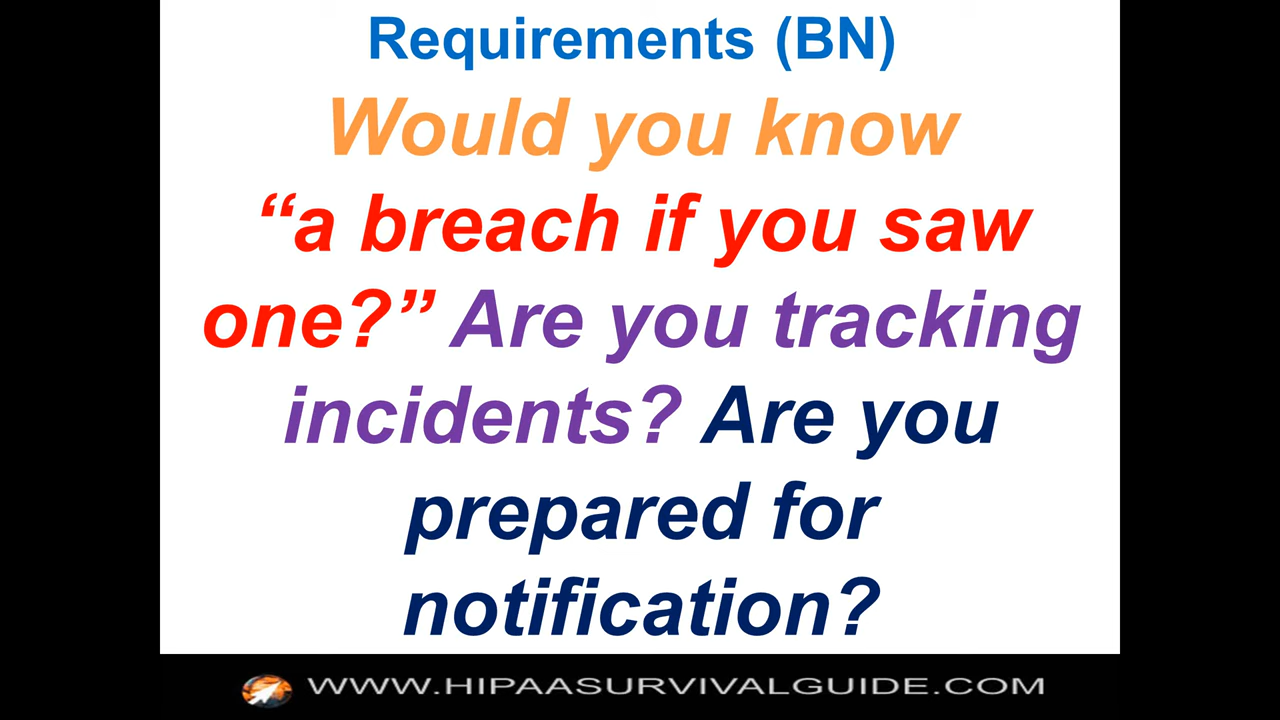 Requirements (BN)
Would you know
“a breach if you saw
one?” Are you tracking
incidents? Are you
prepared for
notification?
WWW.HIPAASURVIVALGUIDE.COM